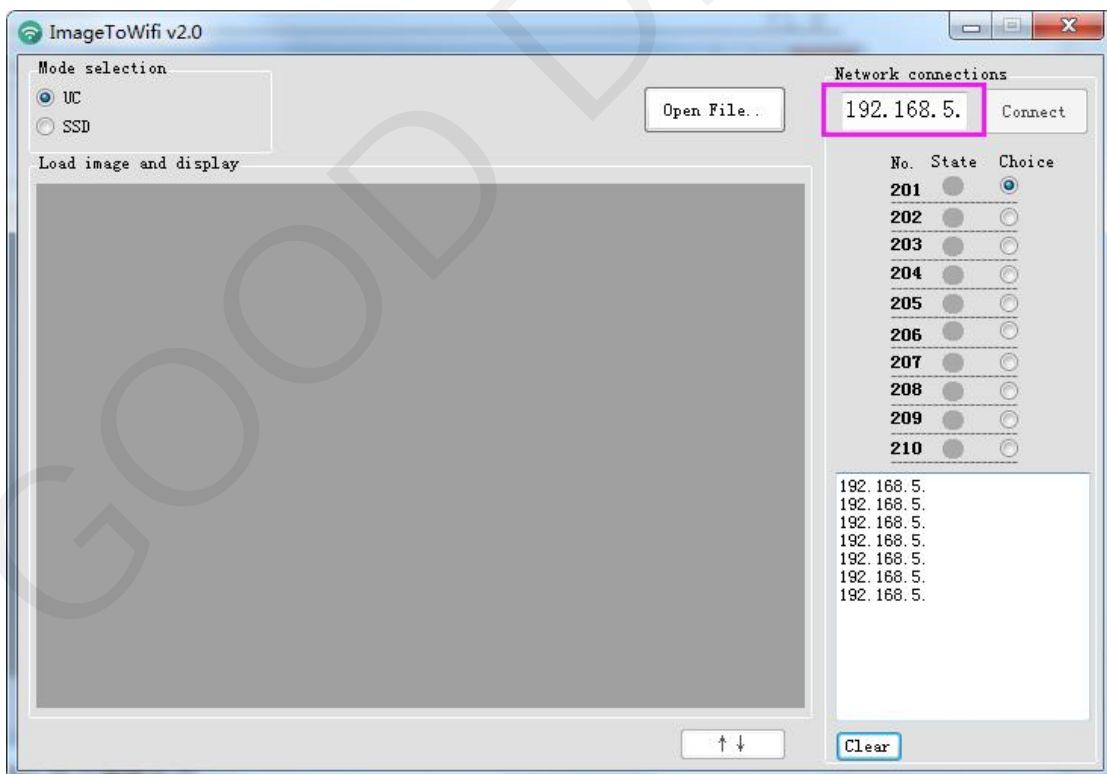 ImageToWifi v2.0
Mode selection
UC
SSD
Open File..
Network connections
192.168.5.
Connect
Load image and display
No. State Choice
201
202
203
204
205
206
207
208
209
210
192.168.5.
192.168.5.
192.168.5.
192.168.5.
192.168.5.
192.168.5.
192.168.5.
↑↓
Clear
GOOD D